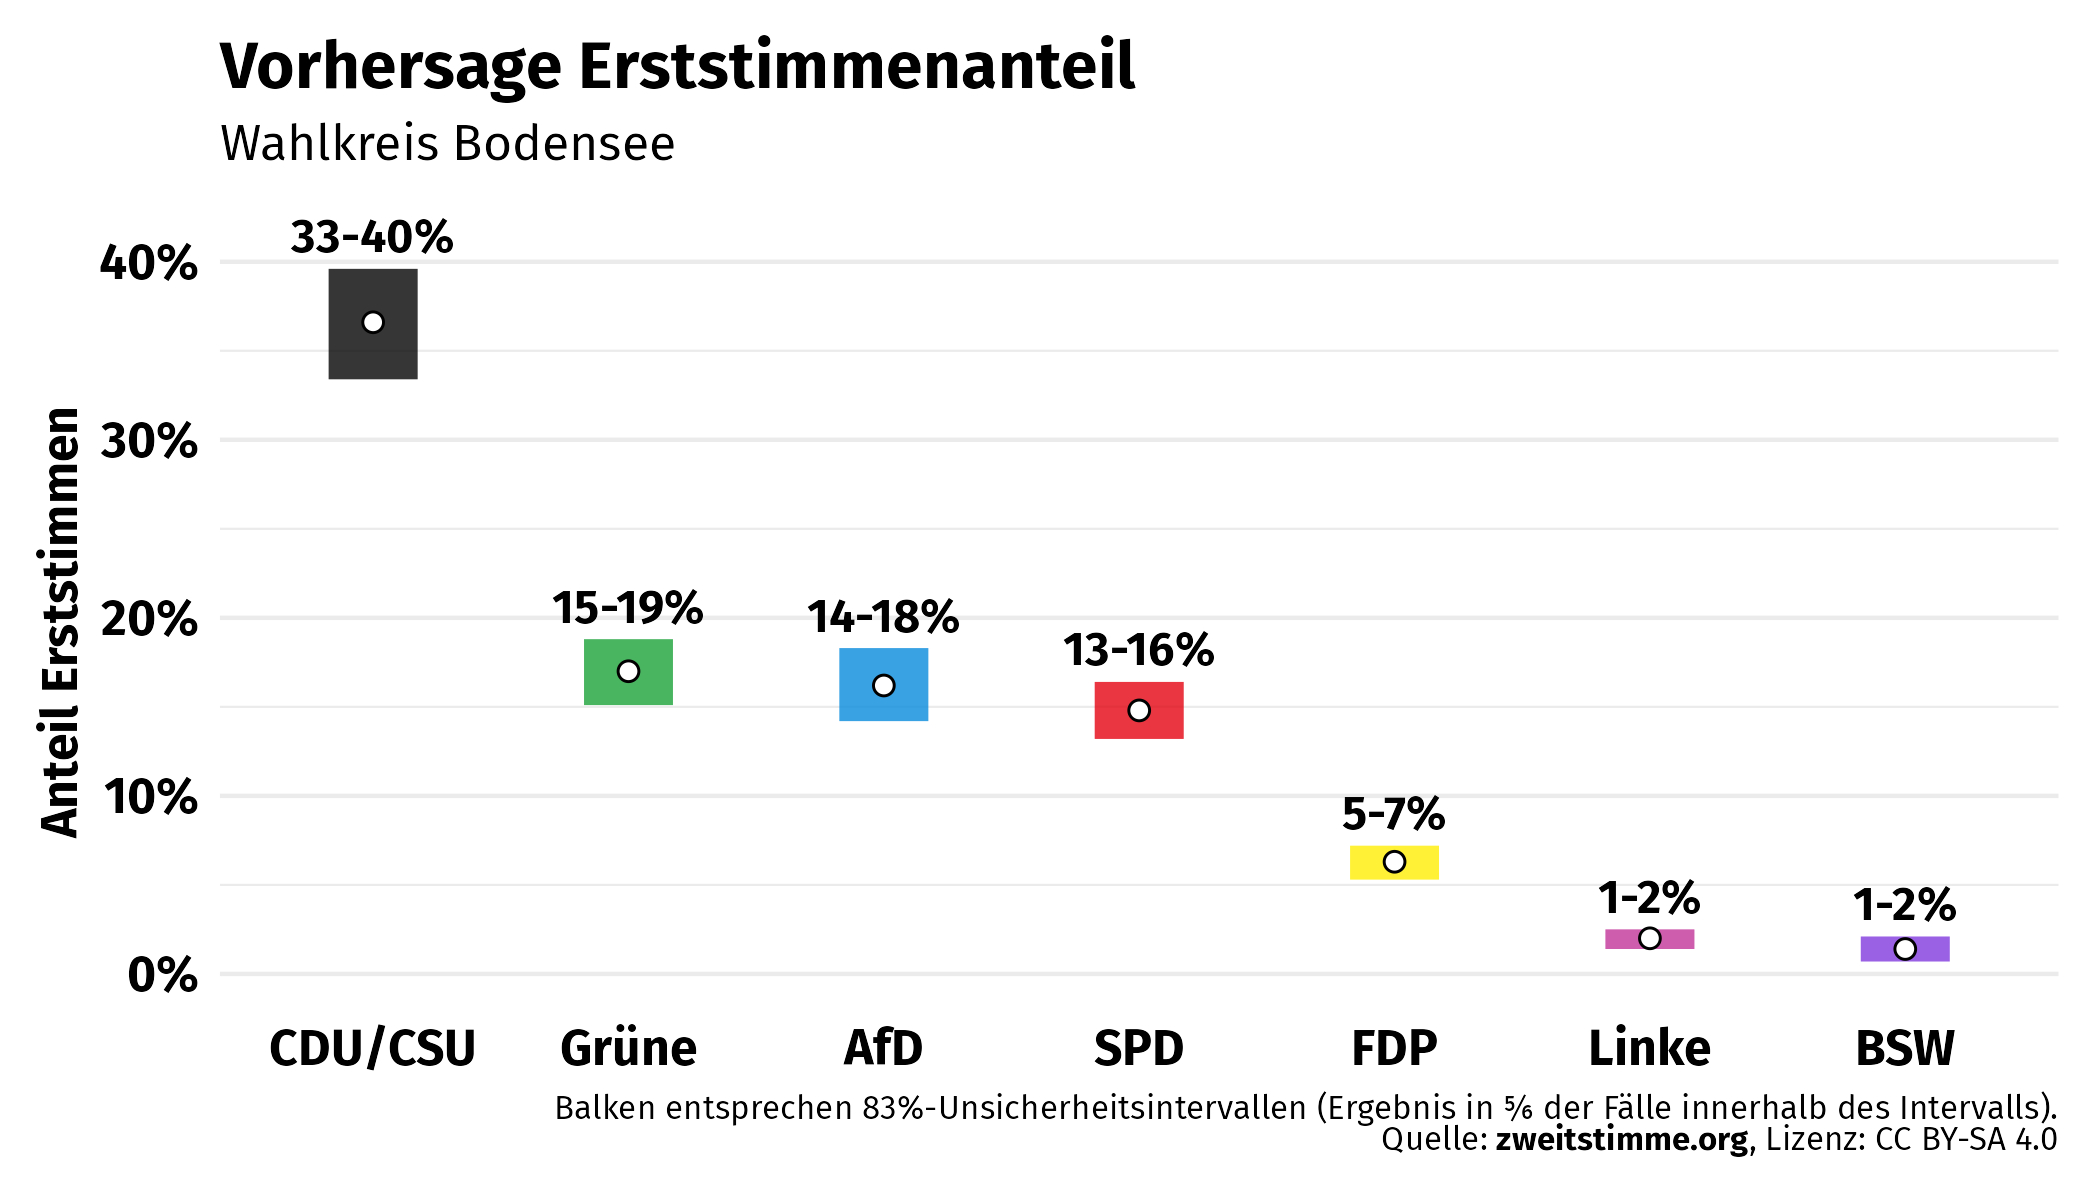 Vorhersage Erststimmenanteil
Wahlkreis Bodensee
Anteil Erststimmen
40%
30%
20%
10%
0%
33-40%
15-19%
14-18%
13-16%
5-7%
1-2%
1-2%
CDU/CSU
Grüne
AfD
SPD
FDP
Linke
BSW
Balken entsprechen 83%-Unsicherheitsintervallen (Ergebnis in ⅚ der Fälle innerhalb des Intervalls).
Quelle: zweitstimme.org, Lizenz: CC BY-SA 4.0